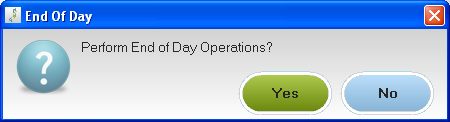 End Of Day
Perform End of Day Operations?
Yes
No